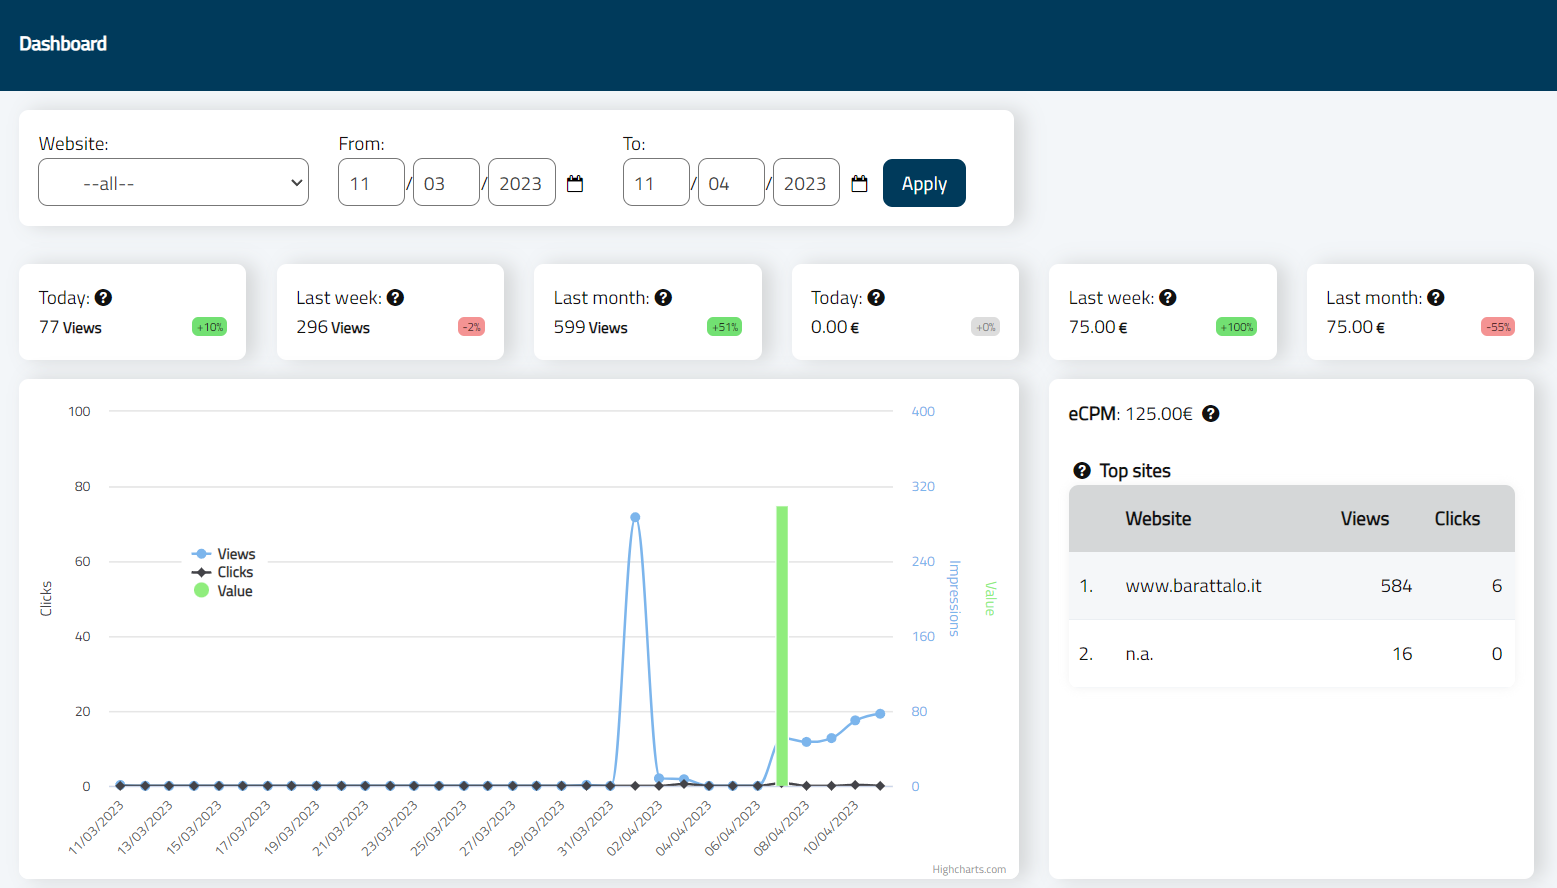 Dashboard
Website: From: To:
--all-- 11 / 03 / 2023 11 / 04 / 2023 Apply
Today: Last week: Last month: Today: Last week: Last month:
77 Views +10% 296 Views -2% 599 Views +51% 0.00 € +0% 75.00 € +100% 75.00 € -55%
100 400
80 320
60 240
40 160
20 80
0 0
Clicks
Impressions
Value
Views
Clicks
Value
11/03/2023 13/03/2023 15/03/2023 17/03/2023 19/03/2023 21/03/2023 23/03/2023 25/03/2023 27/03/2023 29/03/2023 31/03/2023 02/04/2023 04/04/2023 06/04/2023 08/04/2023 10/04/2023
Highcharts.com
eCPM: 125.00€
Top sites
Website Views Clicks
1. www.barattalo.it 584 6
2. n.a. 16 0